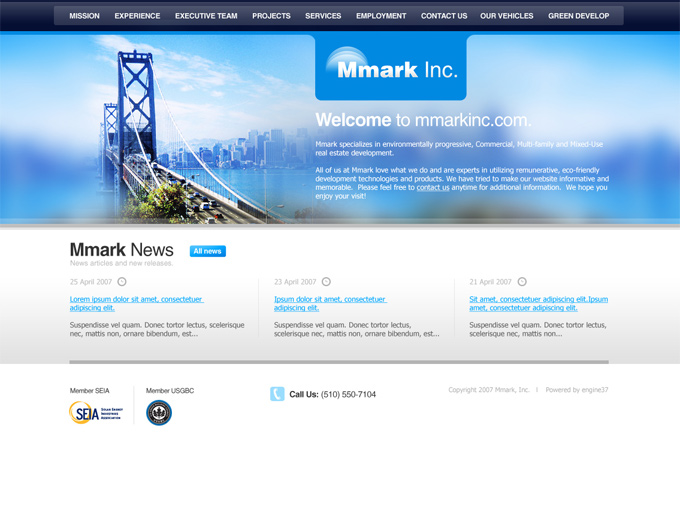 MISSION EXPERIENCE EXECUTIVE TEAM PROJECTS SERVICES EMPLOYMENT CONTACT US OUR VEHICLES GREEN DEVELOP
Mmark Inc.
Welcome to mmarkinc.com.
Mmark specializes in environmentally progressive, Commercial, Multi-family and Mixed-Use
real estate development.
All of us at Mmark love what we do and are experts in utilizing remunerative, eco-friendly
development technologies and products. We have tried to make our website informative and
memorable. Please feel free to contact us anytime for additional information. We hope you
enjoy your visit!
Mmark News
All news
News articles and new releases.
25 April 2007
Lorem ipsum dolor sit amet, consectetuer
adipiscing elit.
Suspendisse vel quam. Donec tortor lectus, scelerisque
nec, mattis non, ornare bibendum, est...
23 April 2007
Ipsum dolor sit amet, consectetuer
adipiscing elit.
Suspendisse vel quam. Donec tortor lectus,
scelerisque nec, mattis non, ornare bibendum, est...
21 April 2007
Sit amet, consectetuer adipiscing elit.Ipsum
amet, consectetuer adipiscing elit.
Suspendisse vel quam. Donec tortor lectus,
scelerisque nec, mattis non...
Member SEIA
SEIA
SOLAR ENERGY
INDUSTRIES
ASSOCIATION
Member USGBC
Call Us: (510) 550-7104
Copyright 2007 Mmark, Inc. I Powered by engine37